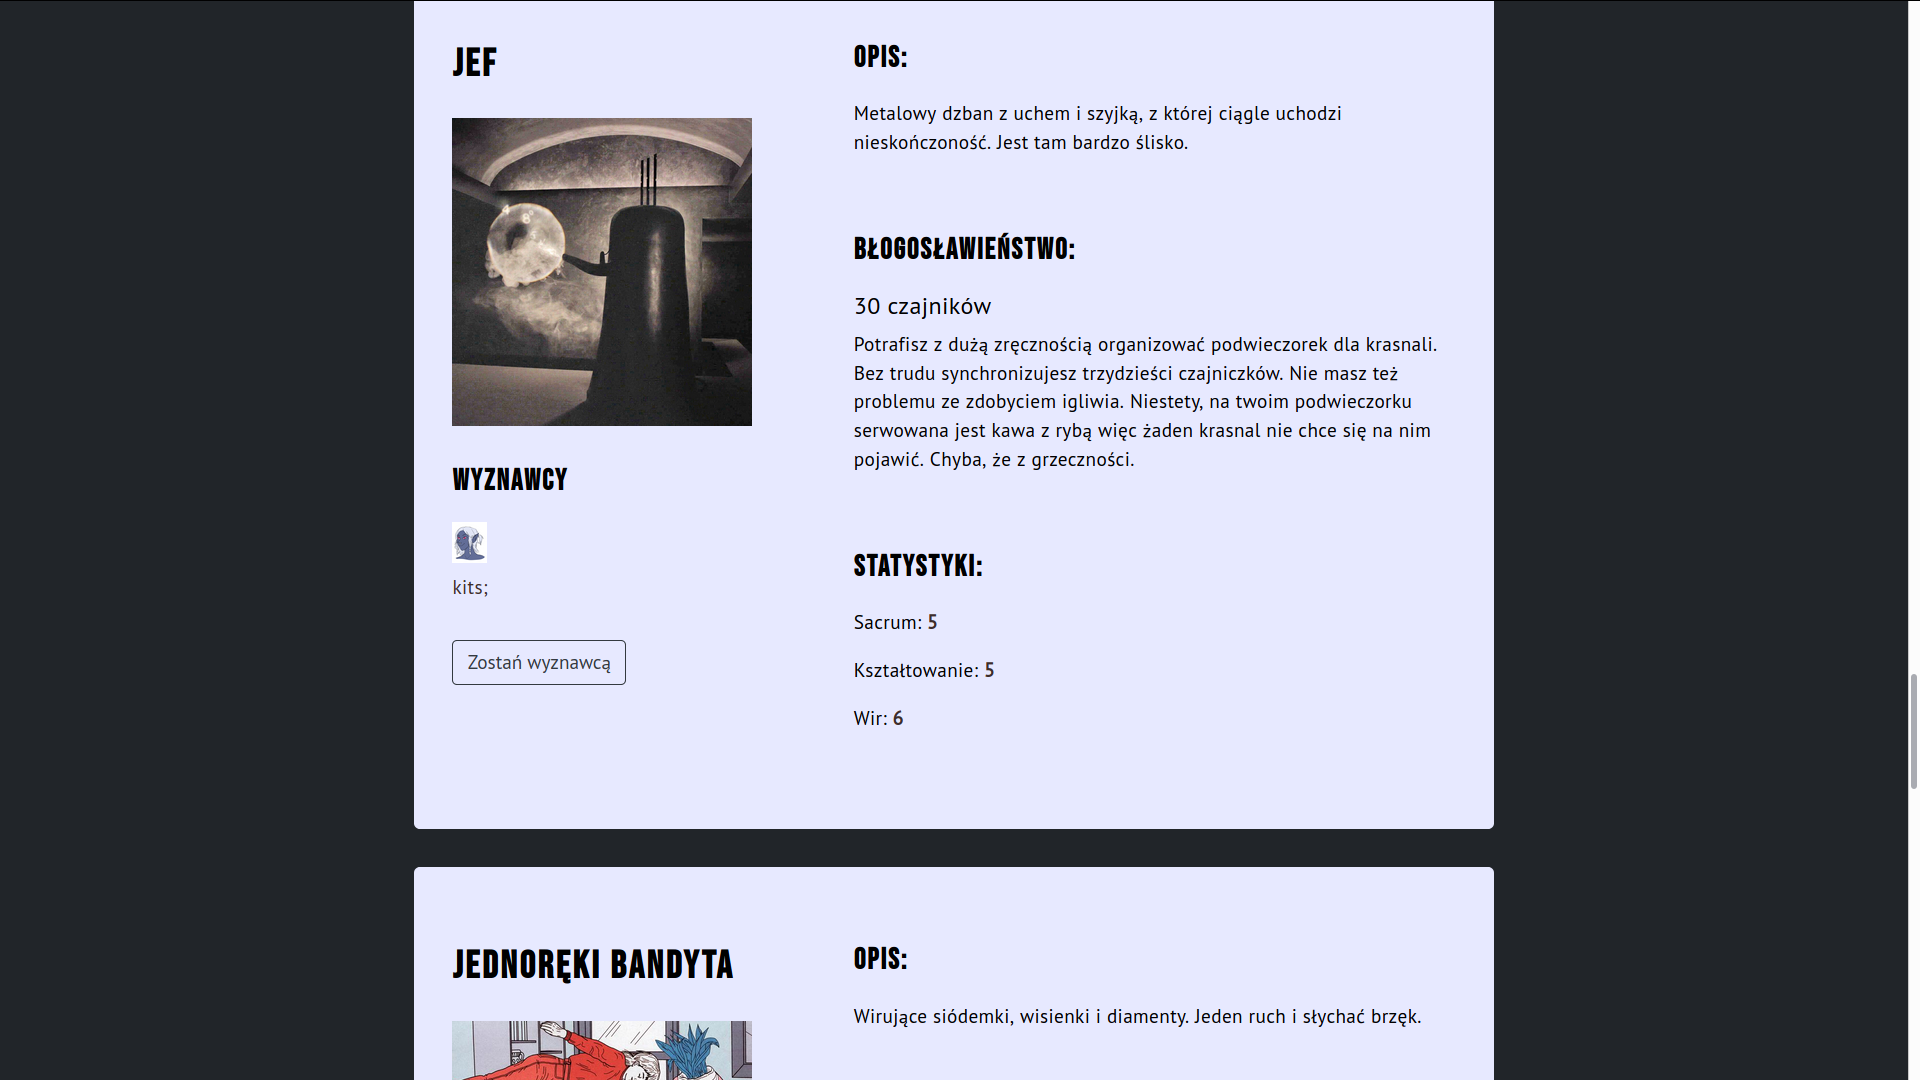 JEF
WYZNAWCY
kits;
Zostań wyznawcą
OPIS:
Metalowy dzban z uchem i szyjką, z której ciągle uchodzi
nieskończoność. Jest tam bardzo ślisko.
BŁOGOSŁAWIEŃSTWO:
30 czajników
Potrafisz z dużą zręcznością organizować podwieczorek dla krasnali.
Bez trudu synchronizujesz trzydzieści czajniczków. Nie masz też
problemu ze zdobyciem igliwia. Niestety, na twoim podwieczorku
serwowana jest kawa z rybą więc żaden krasnal nie chce się na nim
pojawić. Chyba, że z grzeczności.
STATYSTYKI:
Sacrum: 5
Kształtowanie: 5
Wir: 6
JEDNORĘKI BANDYTA
OPIS:
Wirujące siódemki, wisienki i diamenty. Jeden ruch i słychać brzęk.